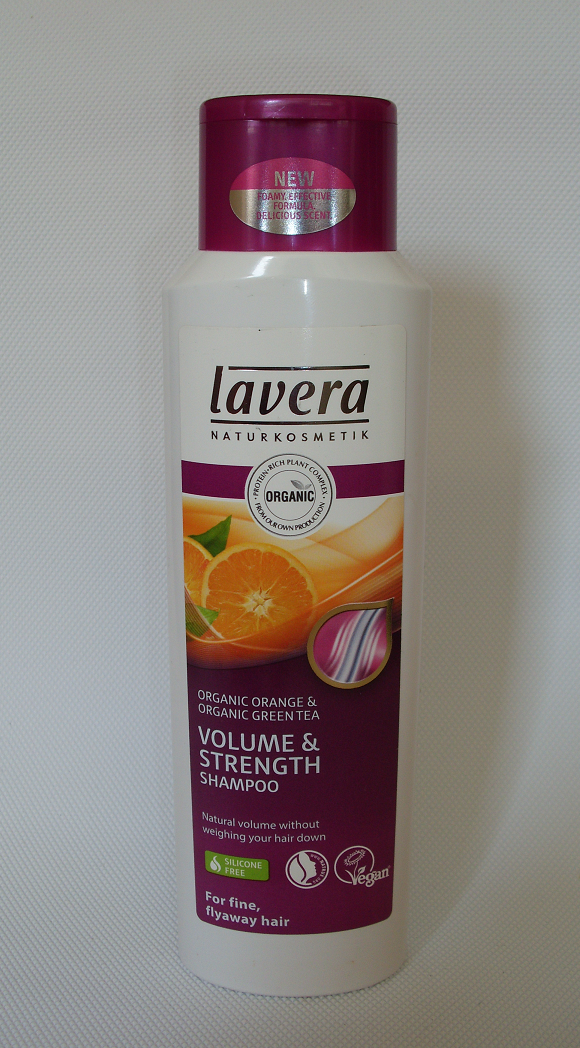 NEW
FOAMY, EFFECTIVE
FORMULA,
DELICIOUS SCENT.
lavera
NATURKOSMETIK
PROTEIN-RICH PLANT COMPLEX
ORGANIC
FROM OUR OWN PRODUCTION
ORGANIC ORANGE &
ORGANIC GREEN TEA
VOLUME &
STRENGTH
SHAMPOO
Natural volume without
weighing your hair down
SILICONE
FREE
Vegan
For fine,
flyaway hair